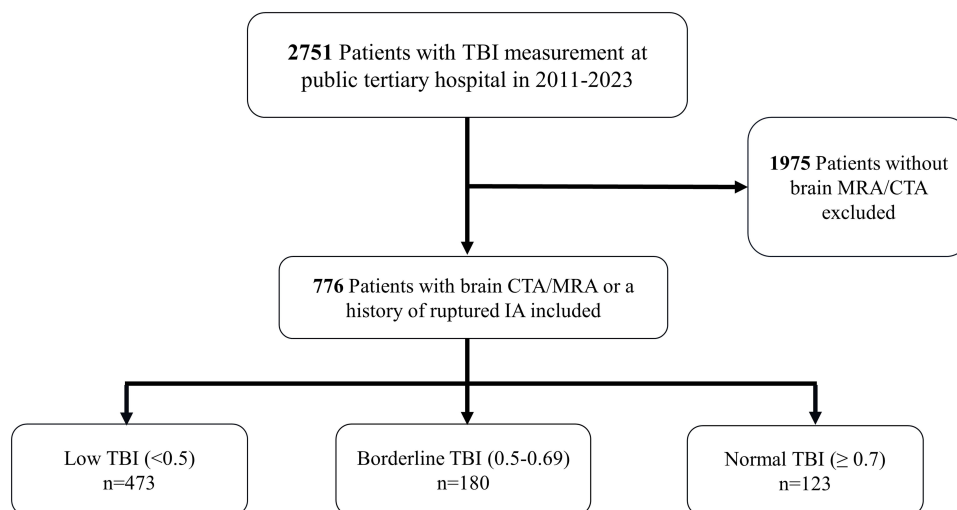 2751 Patients with TBI measurement at
public tertiary hospital in 2011-2023
1975 Patients without
brain MRA/CTA
excluded
776 Patients with brain CTA/MRA or a
history of ruptured IA included
Low TBI (<0.5)
n=473
Borderline TBI (0.5-0.69)
n=180
Normal TBI (≥ 0.7)
n=123